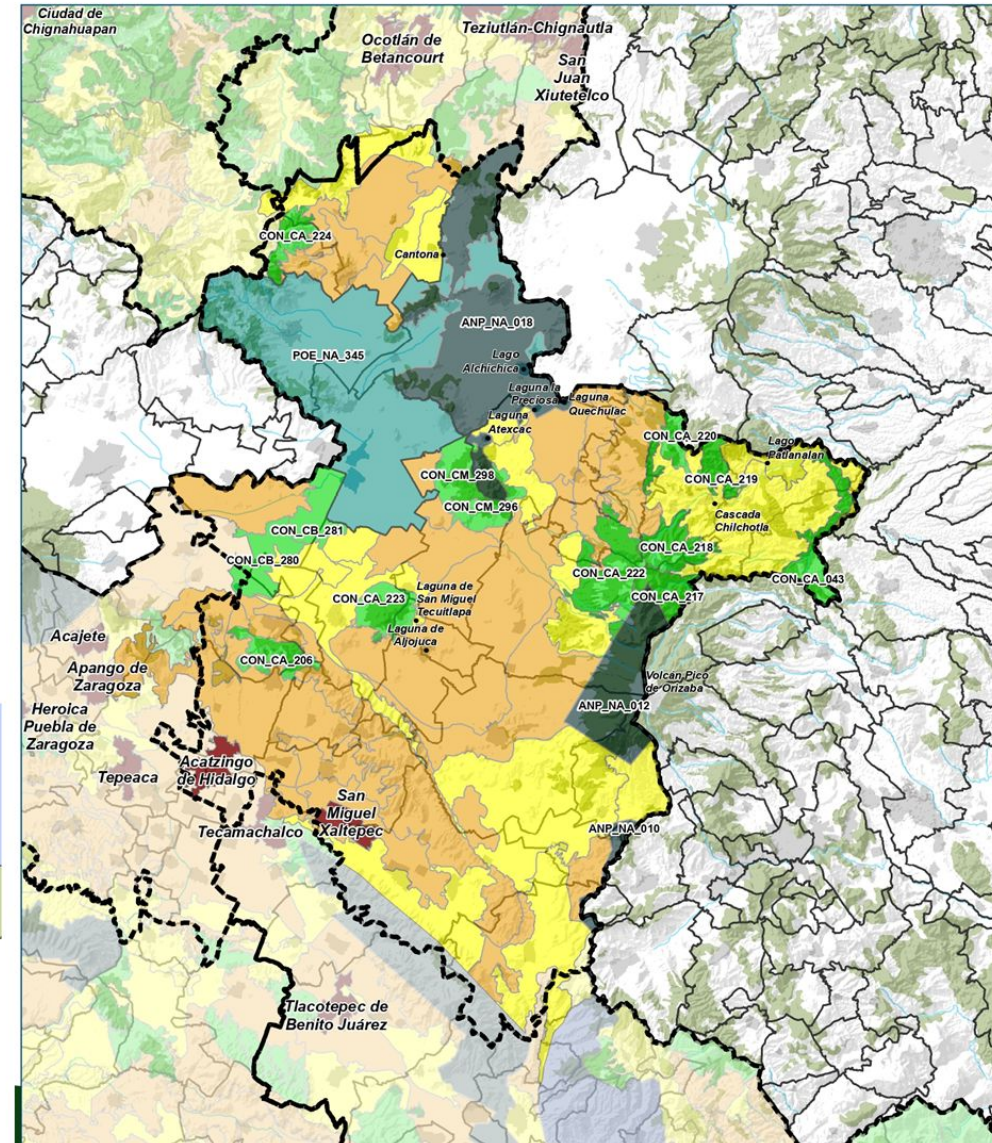 Ciudad de
Chignahuapan
Ocotlán de
Betancourt
Teziutlán-Chignautla
San
Juan
Xiutetelco
CON_CA_224
Cantona
POE_NA_345
ANP_NA_018
Lago
Alchichica
Laguna la
Preciosa
Laguna
Quechulac
Laguna
Atexcac
CON_CA_220
Lago
Patlanalan
CON_CM_298
CON_CA_219
CON_CM_296
Cascada
Chilchotla
CON_CB_281
CON_CA_218
CON_CB_280
CON_CA_222
CON_CA_043
CON_CA_223
Laguna de
San Miguel
Tecuitlapa
CON_CA_217
Laguna de
Aljojuca
Acajete
CON_CA_206
Apango de
Zaragoza
Volcán Pico
de Orizaba
ANP_NA_012
Heroica
Puebla de
Zaragoza
Acatzingo
de Hidalgo
Tepeaca
San
Miguel
Xaltepec
Tecamachalco
ANP_NA_010
Tlacotepec de
Benito Juárez